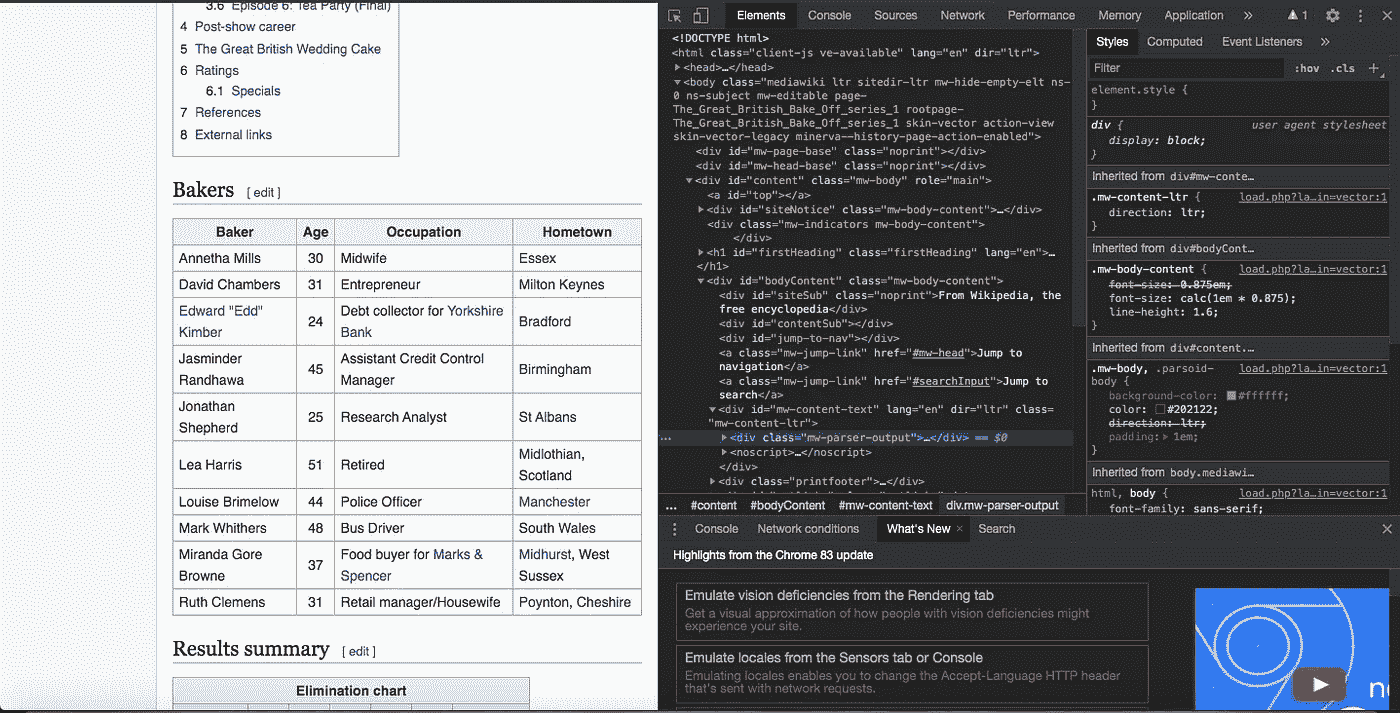 3.6 Episode 6: Tea Party (Final)
4 Post-show career
5 The Great British Wedding Cake
6 Ratings
6.1 Specials
7 References
8 External links
Bakers [ edit ]
Baker Age Occupation Hometown
Annetha Mills 30 Midwife Essex
David Chambers 31 Entrepreneur Milton Keynes
Edward "Edd"
Kimber
24
Debt collector for Yorkshire
Bank
Bradford
Jasminder
Randhawa
45
Assistant Credit Control
Manager
Birmingham
Jonathan
Shepherd
25
Research Analyst
St Albans
Lea Harris
51
Retired
Midlothian,
Scotland
Louise Brimelow 44 Police Officer Manchester
Mark Whithers 48 Bus Driver South Wales
Miranda Gore
Browne
37
Food buyer for Marks &
Spencer
Midhurst, West
Sussex
Ruth Clemens 31 Retail manager/Housewife Poynton, Cheshire
Results summary [ edit ]
Elimination chart
Elements Console Sources Network Performance Memory Application » 1
<!DOCTYPE html>
<html class="client-js ve-available" lang="en" dir="ltr">
<head>…</head>
<body class="mediawiki ltr sitedir-ltr mw-hide-empty-elt ns-
0 ns-subject mw-editable page-
The_Great_British_Bake_Off_series_1 rootpage-
The_Great_British_Bake_Off_series_1 skin-vector action-view
skin-vector-legacy minerva--history-page-action-enabled">
<div id="mw-page-base" class="noprint"></div>
<div id="mw-head-base" class="noprint"></div>
<div id="content" class="mw-body" role="main">
<a id="top"></a>
<div id="siteNotice" class="mw-body-content">…</div>
<div class="mw-indicators mw-body-content">
</div>
<h1 id="firstHeading" class="firstHeading" lang="en">…
</h1>
<div id="bodyContent" class="mw-body-content">
<div id="siteSub" class="noprint">From Wikipedia, the
free encyclopedia</div>
<div id="contentSub"></div>
<div id="jump-to-nav"></div>
<a class="mw-jump-link" href="#mw-head">Jump to
navigation</a>
<a class="mw-jump-link" href="#searchInput">Jump to
search</a>
<div id="mw-content-text" lang="en" dir="ltr" class=
"mw-content-ltr">
… <div class="mw-parser-output">…</div> == $0
<noscript>…</noscript>
</div>
<div class="printfooter">…</div>
… #content #bodyContent #mw-content-text div.mw-parser-output
Styles Computed Event Listeners »
Filter :hov .cls +
element.style {
}
div { user agent stylesheet
display: block;
}
Inherited from div#mw-conte…
.mw-content-ltr { load.php?la…in=vector:1
direction: ltr;
}
Inherited from div#bodyCont…
.mw-body-content { load.php?la…in=vector:1
font-size: 0.875em;
font-size: calc(1em * 0.875);
line-height: 1.6;
}
Inherited from div#content.…
.mw-body, .parsoid- load.php?la…in=vector:1
body {
background-color: #ffffff;
color: #202122;
direction: ltr;
padding: 1em;
}
Inherited from body.mediawi…
html, body { load.php?la…in=vector:1
font-family: sans-serif;
Console Network conditions What's New × Search
Highlights from the Chrome 83 update
Emulate vision deficiencies from the Rendering tab
Get a visual approximation of how people with vision deficiencies might
experience your site.
Emulate locales from the Sensors tab or Console
Emulating locales enables you to change the Accept-Language HTTP header
that's sent with network requests.